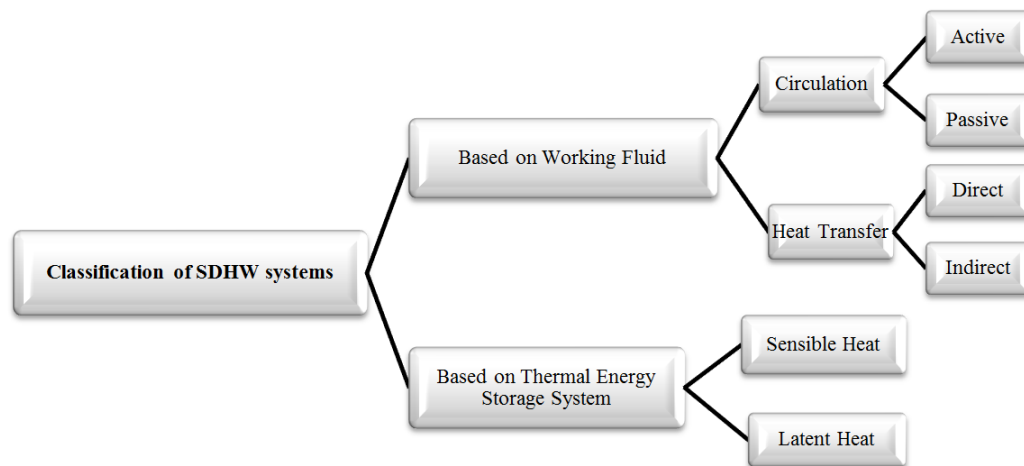 Classification of SDHW systems
Based on Working Fluid
Circulation
Active
Passive
Heat Transfer
Direct
Indirect
Based on Thermal Energy
Storage System
Sensible Heat
Latent Heat